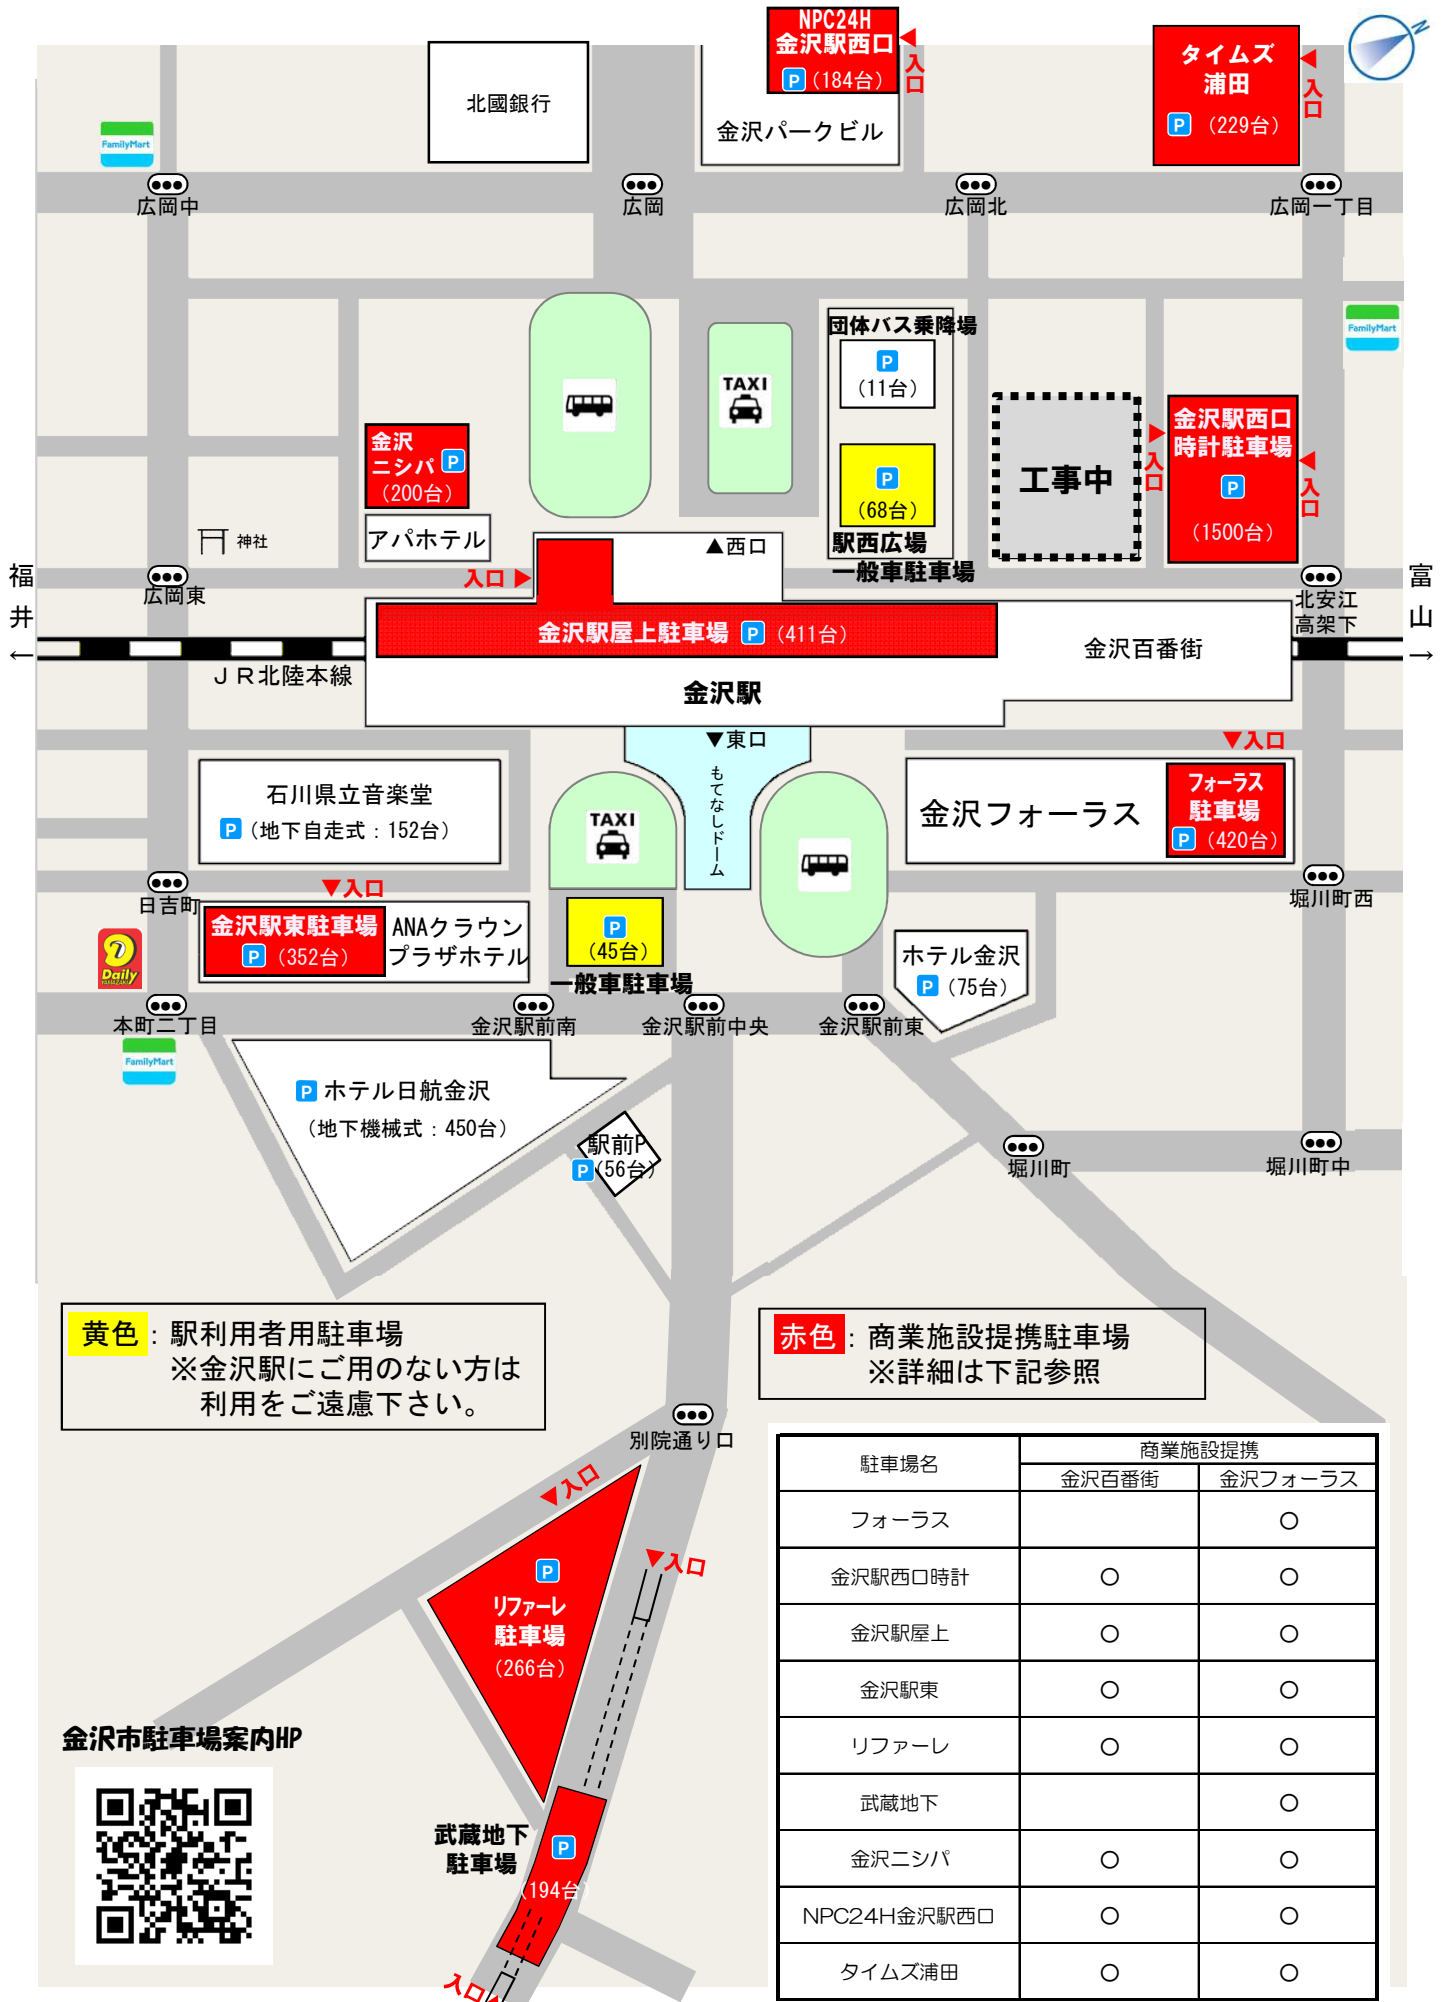 NPC24H
金沢駅西口
P (184台)
入口
タイムズ
浦田
P (229台)
入口
N
北國銀行
金沢パークビル
FamilyMart
広岡中
広岡
広岡北
広岡一丁目
FamilyMart
団体バス乗降場
P
(11台)
TAXI
金沢
ニシパ P
(200台)
P
(68台)
駅西広場
一般車駐車場
工事中
入口
金沢駅西口
時計駐車場
P
(1500台)
入口
アパホテル
神社
▲西口
入口
広岡東
北安江
高架下
福井
←
富山
→
金沢駅屋上駐車場 P (411台)
金沢百番街
JR北陸本線
金沢駅
▼東口
もてなしドーム
▼入口
石川県立音楽堂
P (地下自走式:152台)
TAXI
金沢フォーラス
フォーラス
駐車場
P (420台)
▼入口
日吉町
堀川町西
金沢駅東駐車場
P (352台)
ANAクラウン
プラザホテル
P
(45台)
一般車駐車場
ホテル金沢
P (75台)
Daily
YAMAZAKI
本町二丁目
金沢駅前南
金沢駅前中央
金沢駅前東
FamilyMart
P ホテル日航金沢
(地下機械式:450台)
駅前P
P (56台)
堀川町
堀川町中
黄色:駅利用者用駐車場
※金沢駅にご用のない方は
利用をご遠慮下さい。
赤色:商業施設提携駐車場
※詳細は下記参照
別院通り口
▼入口
▼入口
P
リファーレ
駐車場
(266台)
武蔵地下
駐車場
P
(194台)
入口
金沢市駐車場案内HP
駐車場名 商業施設提携
金沢百番街 金沢フォーラス
フォーラス ○
金沢駅西口時計 ○ ○
金沢駅屋上 ○ ○
金沢駅東 ○ ○
リファーレ ○ ○
武蔵地下 ○
金沢ニシパ ○ ○
NPC24H金沢駅西口 ○ ○
タイムズ浦田 ○ ○